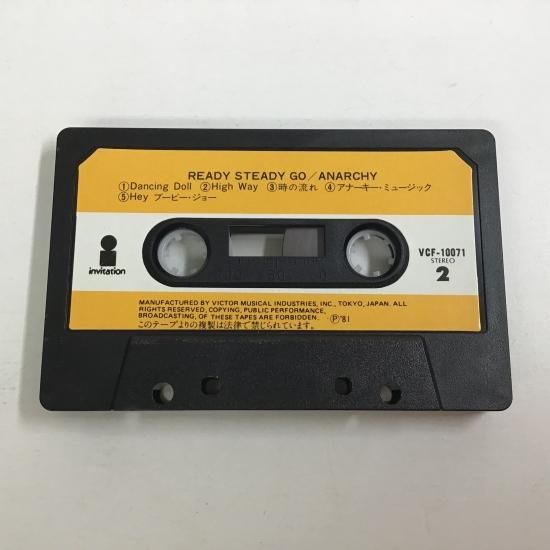 READY STEADY GO/ANARCHY
①Dancing Doll ②High Way ③時の流れ ④アナーキー・ミュージック
⑤Hey プービー・ジョー
invitation
VCF-10071
STEREO
2
MANUFACTURED BY VICTOR MUSICAL INDUSTRIES, INC., TOKYO, JAPAN. ALL
RIGHTS RESERVED, COPYING, PUBLIC PERFORMANCE,
BROADCASTING, OF THESE TAPES ARE FORBIDDEN. Ⓟ'81
このテープよりの複製は法律で禁じられています。